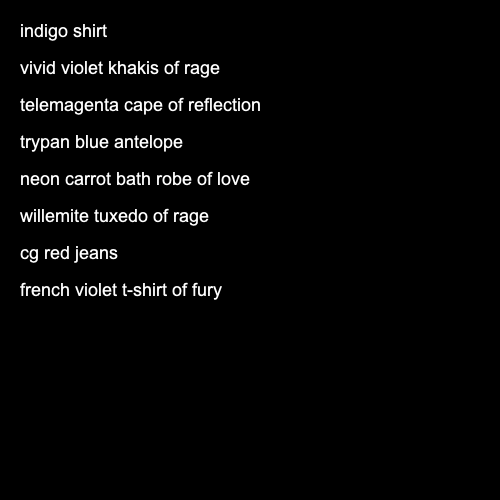 indigo shirt
vivid violet khakis of rage
telemagenta cape of reflection
trypan blue antelope
neon carrot bath robe of love
willemite tuxedo of rage
cg red jeans
french violet t-shirt of fury